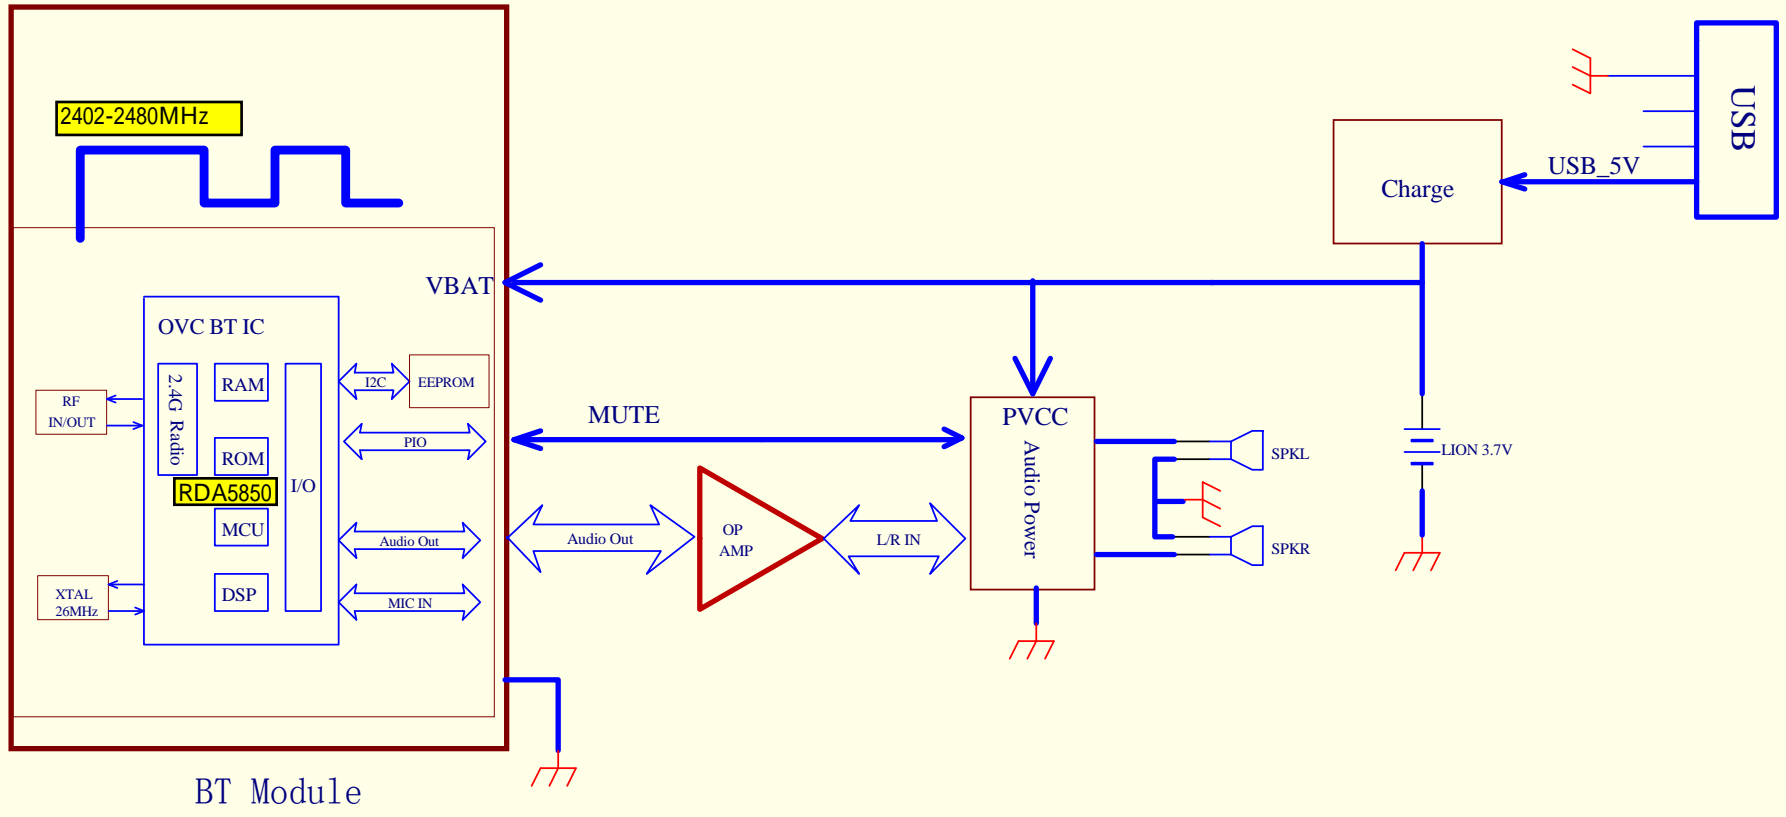 2402-2480MHz
USB
USB_5V
Charge
VBAT
OVC BT IC
2.4G Radio
RAM
I2C
EEPROM
RF
IN/OUT
MUTE
PVCC
Audio Power
PIO
ROM
RDA5850
I/O
LION 3.7V
SPKL
MCU
Audio Out
Audio Out
OP
AMP
L/R IN
SPKR
XTAL
26MHz
DSP
MIC IN
BT Module